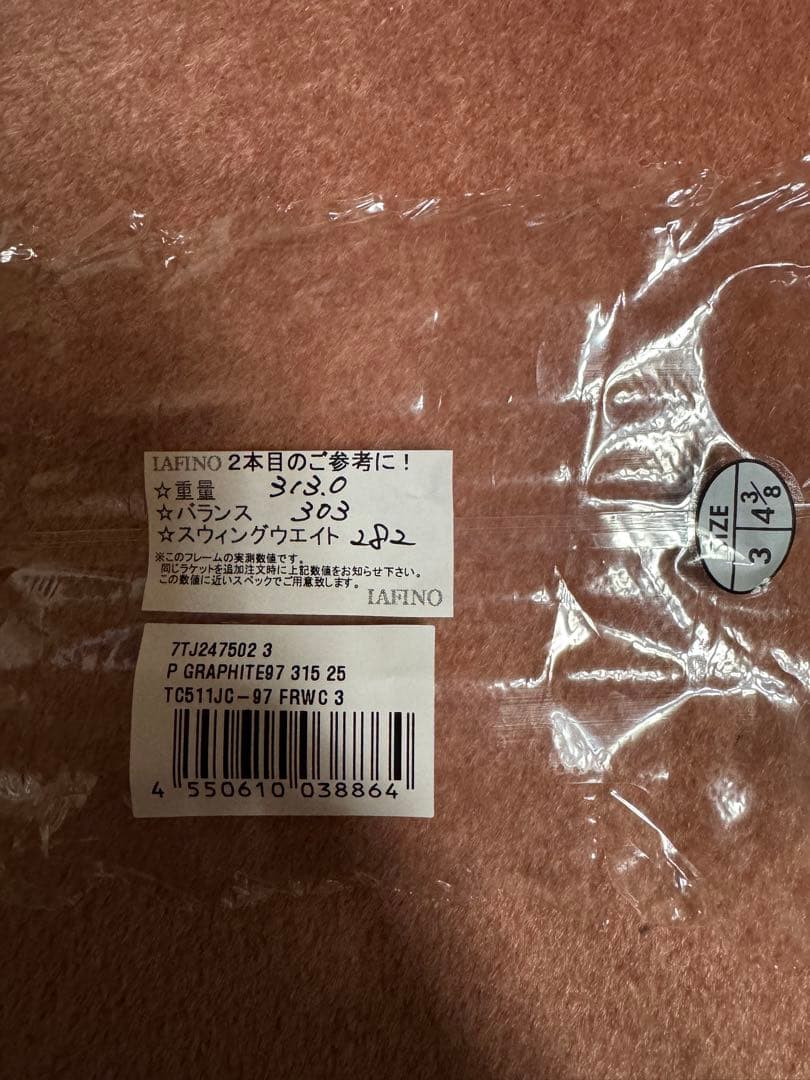 LAFINO 2本目のご参考に!
☆重量 313.0
☆バランス 303
☆スウィングウエイト 282
※このフレームの実測数値です。
同じラケットを追加注文時に上記数値をお知らせ下さい。
この数値に近いスペックでご用意致します。
LAFINO
7TJ247502 3
P GRAPHITE97 315 25
TC511JC-97 FRWC 3
4 550610 038864
SIZE
3
4 3/8